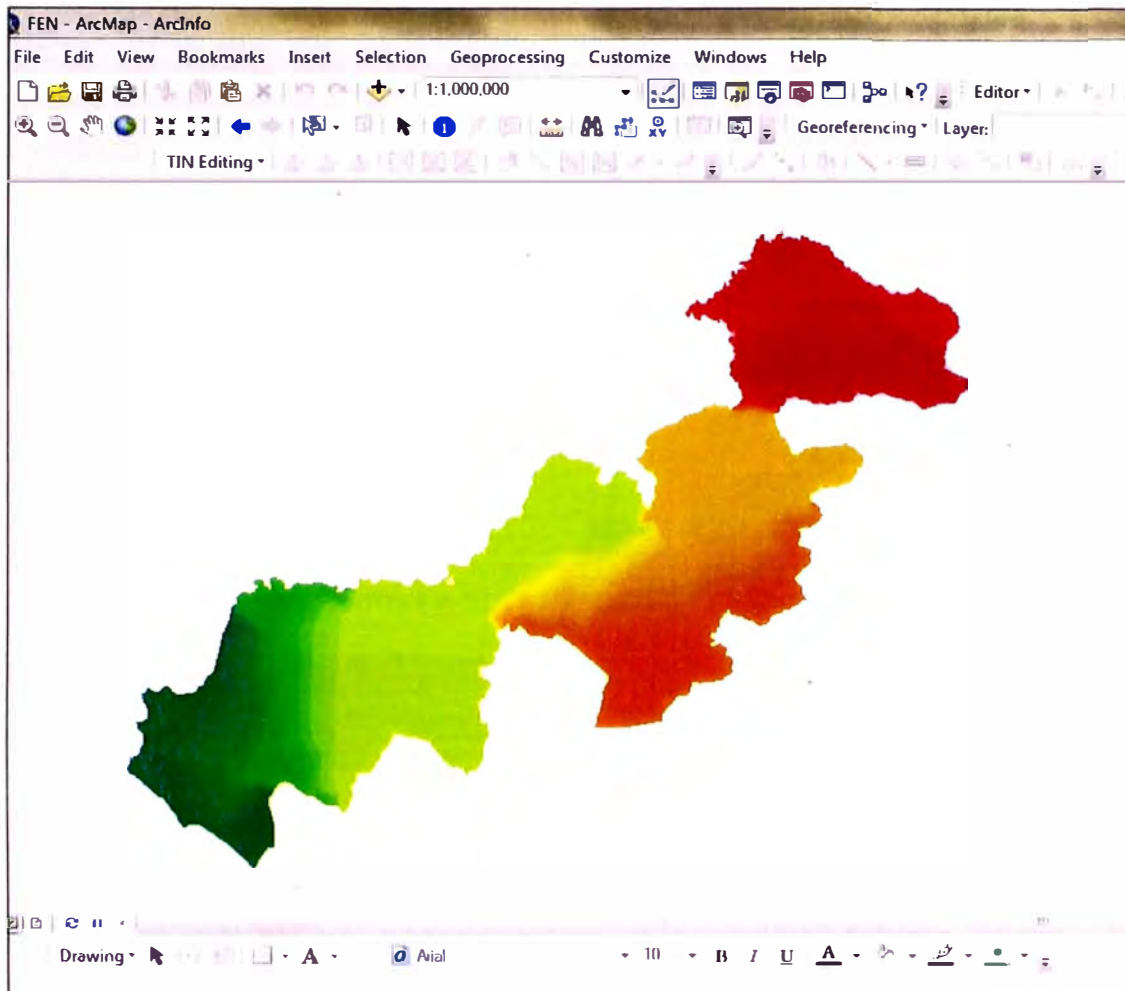 FEN - ArcMap - ArcInfo
File Edit View Bookmarks Insert Selection Geoprocessing Customize Windows Help
1:1,000,000 Editor
Georeferencing Layer:
TIN Editing
Drawing A Arial 10 B I U A